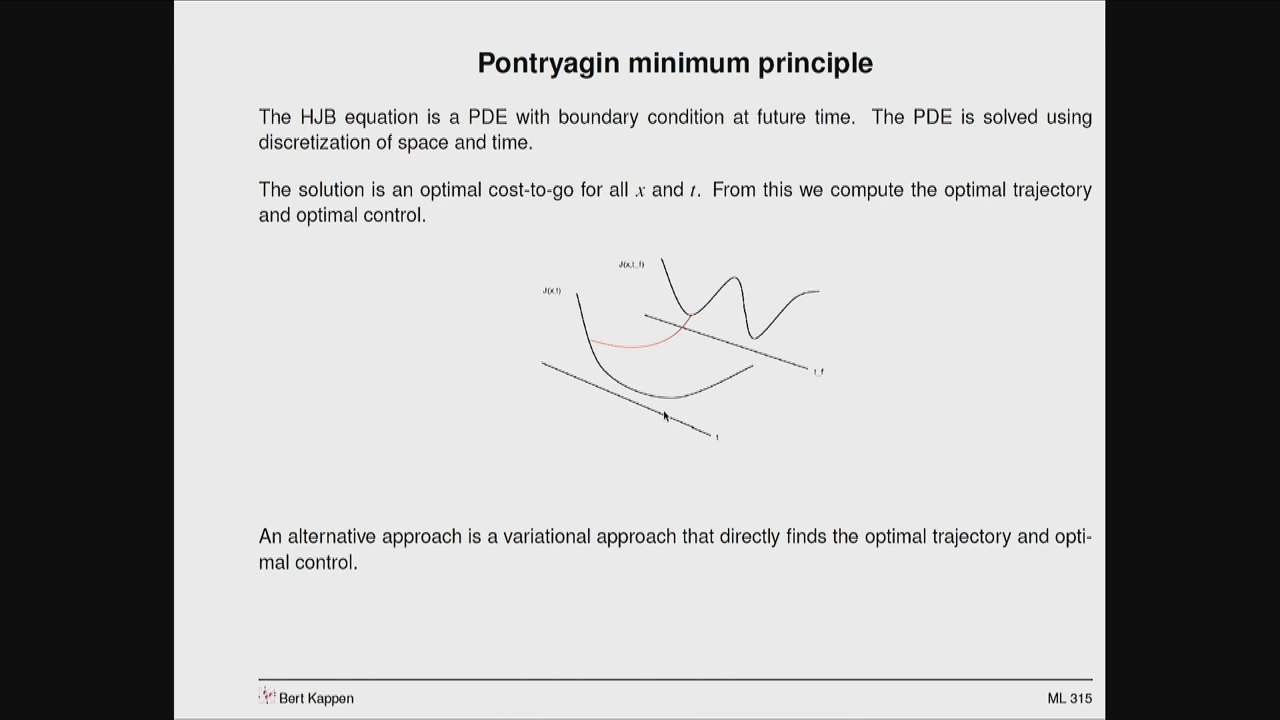 Pontryagin minimum principle
The HJB equation is a PDE with boundary condition at future time. The PDE is solved using
discretization of space and time.
The solution is an optimal cost-to-go for all x and t. From this we compute the optimal trajectory
and optimal control.
J(x,t_f)
J(x,t)
t_f
t
An alternative approach is a variational approach that directly finds the optimal trajectory and opti-
mal control.
Bert Kappen
ML 315